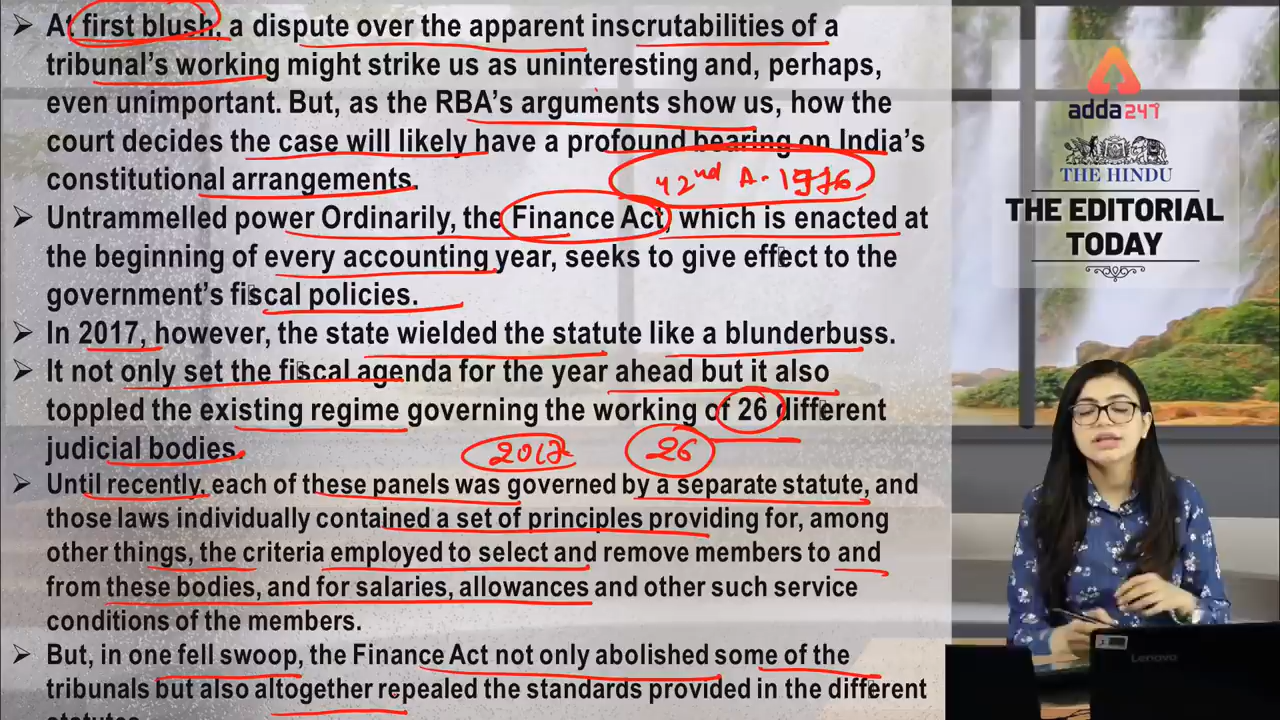 ➢ At first blush, a dispute over the apparent inscrutabilities of a
tribunal's working might strike us as uninteresting and, perhaps,
even unimportant. But, as the RBA's arguments show us, how the
court decides the case will likely have a profound bearing on India's
constitutional arrangements.
42nd A. 1976
➢ Untrammelled power Ordinarily, the Finance Act, which is enacted at
the beginning of every accounting year, seeks to give effect to the
government's fiscal policies.
➢ In 2017, however, the state wielded the statute like a blunderbuss.
➢ It not only set the fiscal agenda for the year ahead but it also
toppled the existing regime governing the working of 26 different
judicial bodies.
2017 26
➢ Until recently, each of these panels was governed by a separate statute, and
those laws individually contained a set of principles providing for, among
other things, the criteria employed to select and remove members to and
from these bodies, and for salaries, allowances and other such service
conditions of the members.
➢ But, in one fell swoop, the Finance Act not only abolished some of the
tribunals but also altogether repealed the standards provided in the different
statutes.
adda247
THE HINDU
THE EDITORIAL
TODAY
Lenovo